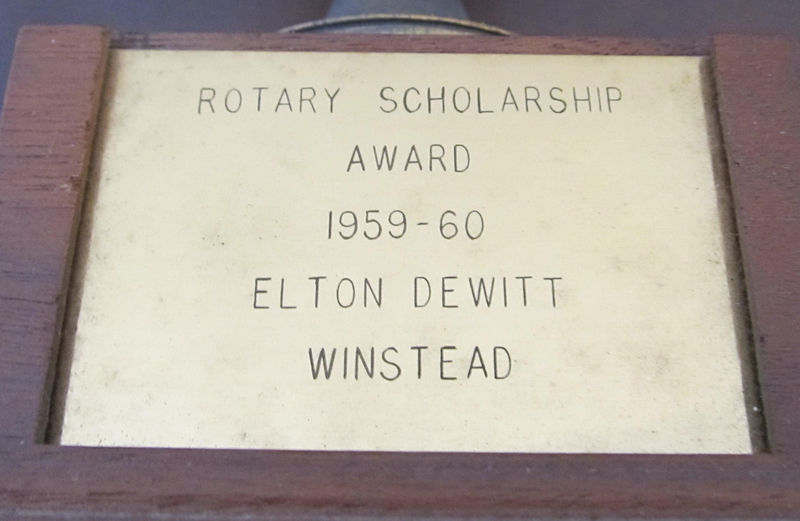 ROTARY SCHOLARSHIP
AWARD
1959-60
ELTON DEWITT
WINSTEAD